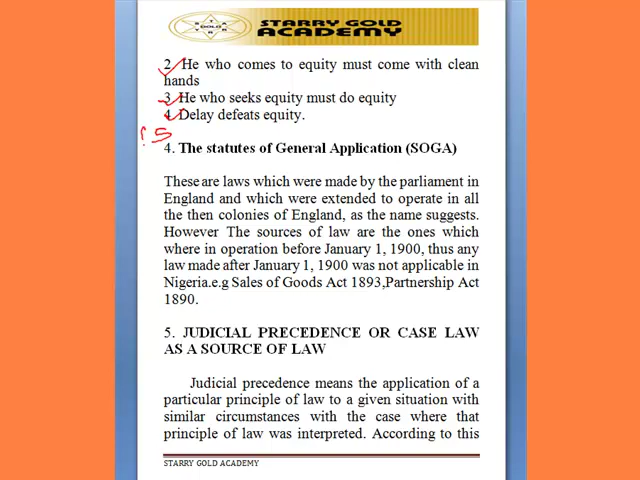 STARRY GOLD
ACADEMY
2. He who comes to equity must come with clean
hands
3. He who seeks equity must do equity
4. Delay defeats equity.
4. The statutes of General Application (SOGA)
These are laws which were made by the parliament in
England and which were extended to operate in all
the then colonies of England, as the name suggests.
However The sources of law are the ones which
where in operation before January 1, 1900, thus any
law made after January 1, 1900 was not applicable in
Nigeria.e.g Sales of Goods Act 1893,Partnership Act
1890.
5. JUDICIAL PRECEDENCE OR CASE LAW
AS A SOURCE OF LAW
Judicial precedence means the application of a
particular principle of law to a given situation with
similar circumstances with the case where that
principle of law was interpreted. According to this
STARRY GOLD ACADEMY